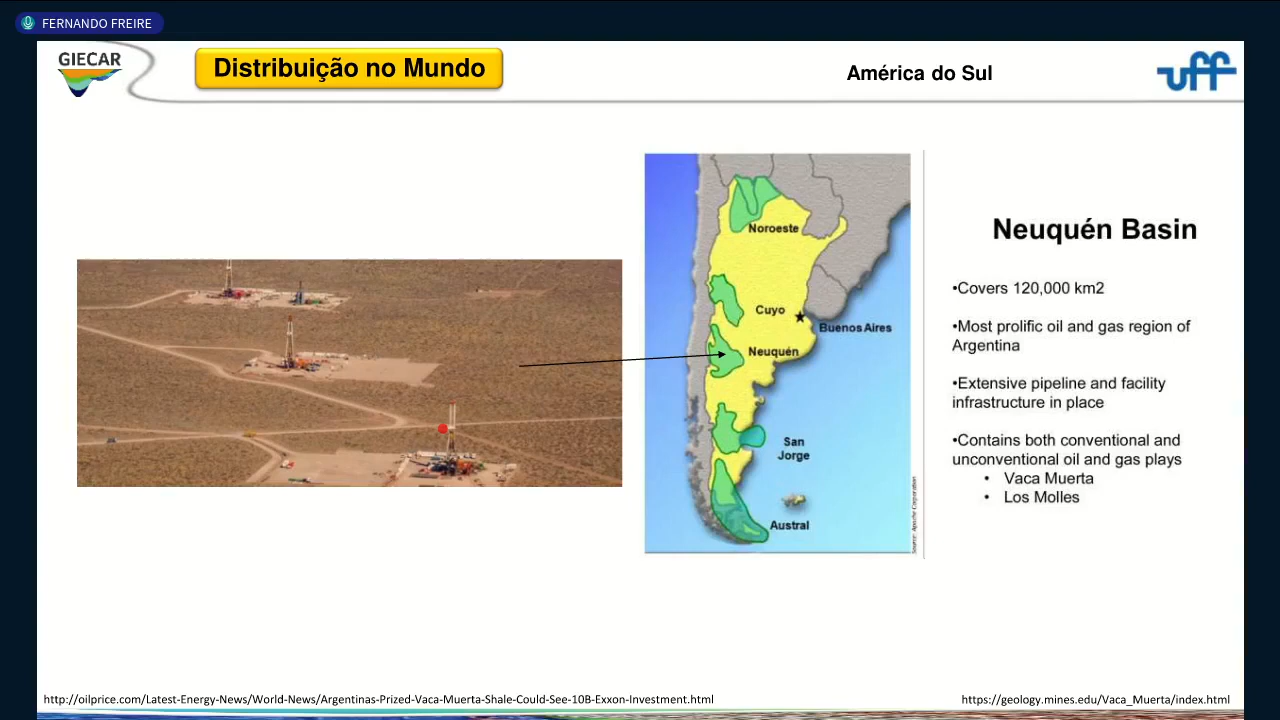 FERNANDO FREIRE
GIECAR
Distribuição no Mundo
América do Sul
uff
Noroeste
Cuyo
Buenos Aires
Neuquén
San
Jorge
Austral
Source: Apache Corporation
Neuquén Basin
•Covers 120,000 km2
•Most prolific oil and gas region of
Argentina
•Extensive pipeline and facility
infrastructure in place
•Contains both conventional and
unconventional oil and gas plays
• Vaca Muerta
• Los Molles
http://oilprice.com/Latest-Energy-News/World-News/Argentinas-Prized-Vaca-Muerta-Shale-Could-See-10B-Exxon-Investment.html
https://geology.mines.edu/Vaca_Muerta/index.html